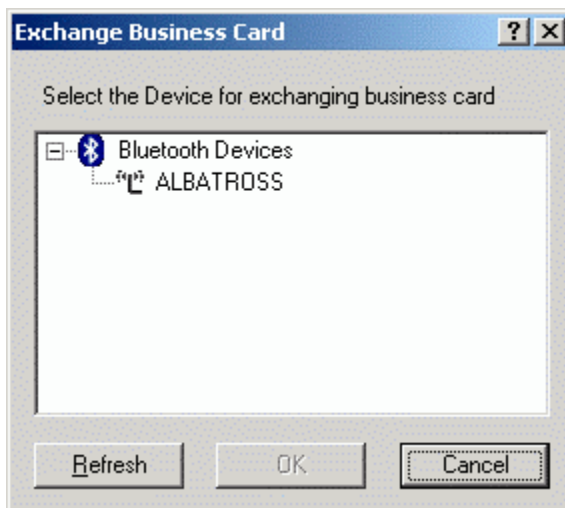 Exchange Business Card
Select the Device for exchanging business card
Bluetooth Devices
ALBATROSS
Refresh OK Cancel